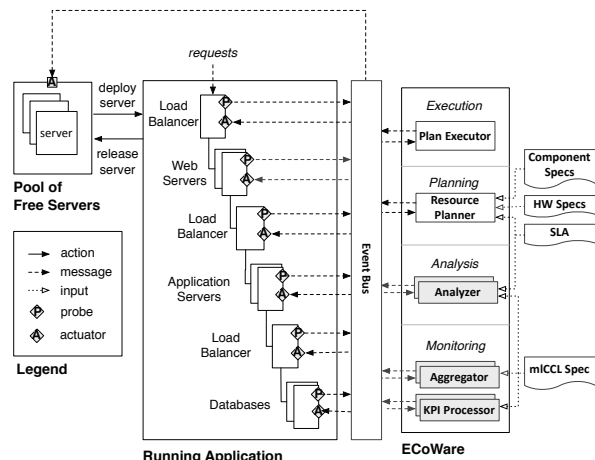 requests
A
deploy
server
server
release
server
Pool of
Free Servers
action
message
input
P
probe
A
actuator
Legend
Load
Balancer
P
A
Web
Servers
P
A
Load
Balancer
P
A
Application
Servers
P
A
Load
Balancer
P
A
Databases
P
A
Running Application
Event Bus
Execution
Plan Executor
Planning
Resource
Planner
Analysis
Analyzer
Monitoring
Aggregator
KPI Processor
ECoWare
Component
Specs
HW Specs
SLA
mlCCL Spec